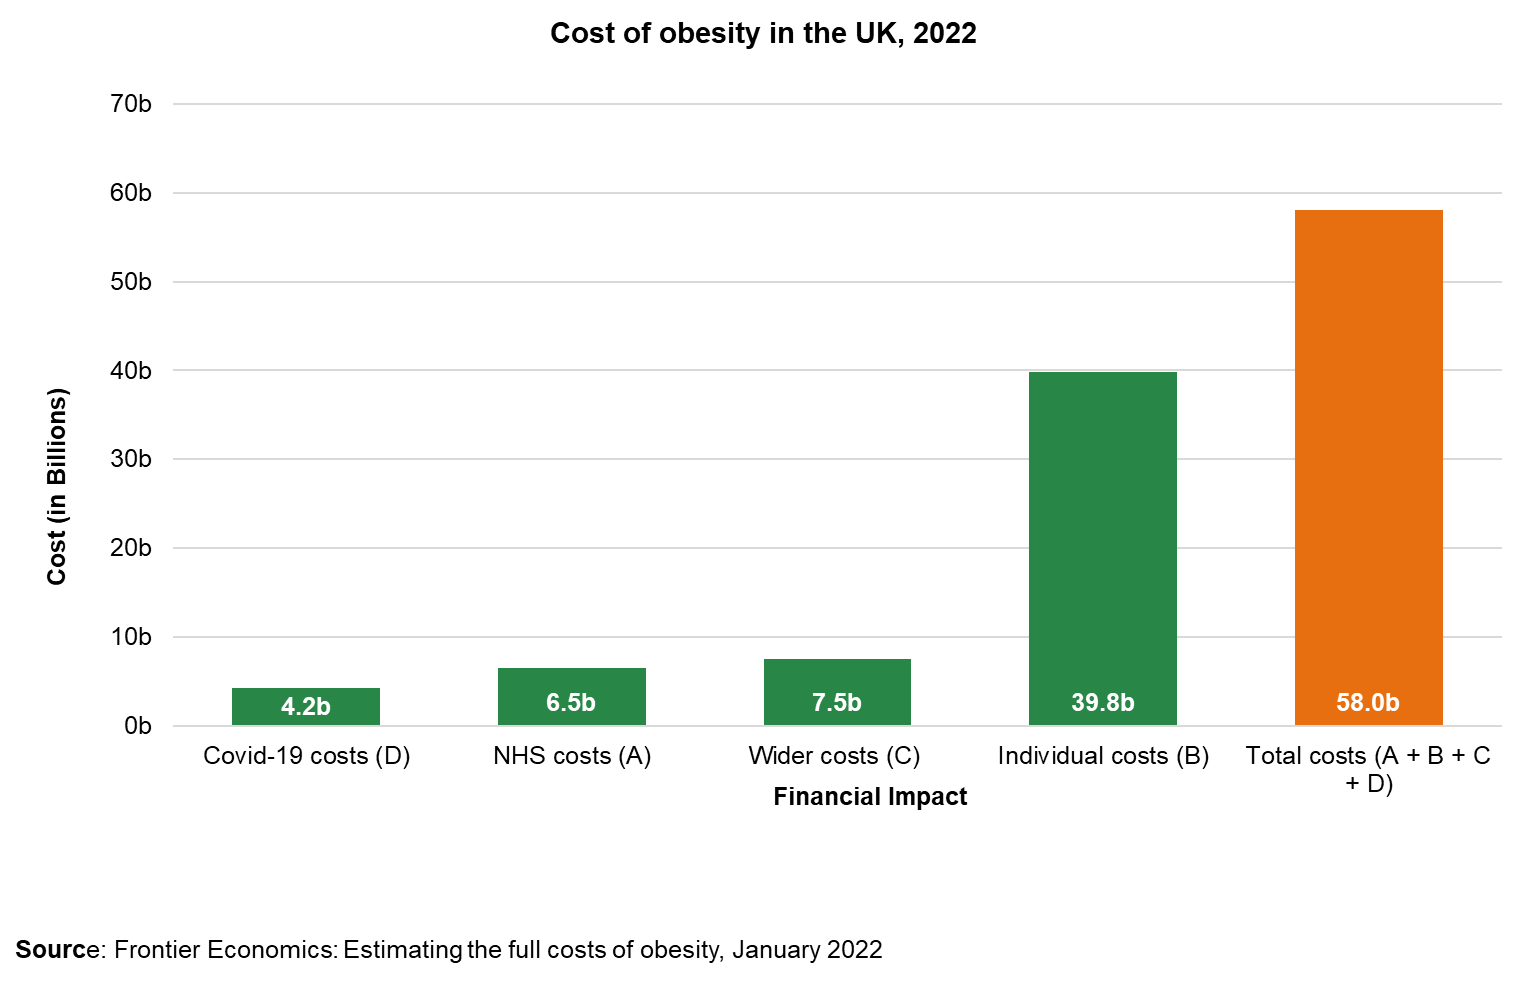 Cost of obesity in the UK, 2022
70b
60b
50b
40b
30b
20b
10b
0b
Cost (in Billions)
4.2b
6.5b
7.5b
39.8b
58.0b
Covid-19 costs (D)
NHS costs (A)
Wider costs (C)
Individual costs (B)
Total costs (A + B + C
+ D)
Financial Impact
Source: Frontier Economics: Estimating the full costs of obesity, January 2022